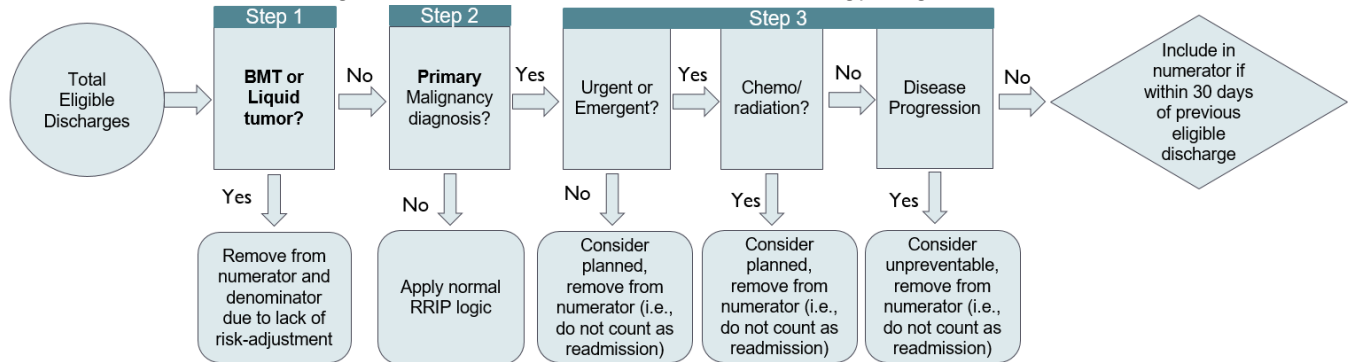 Step 1
Step 2
Step 3
Total
Eligible
Discharges
BMT or
Liquid
tumor?
No
Primary
Malignancy
diagnosis?
Yes
Urgent or
Emergent?
Yes
Chemo/
radiation?
No
Disease
Progression
No
Include in
numerator if
within 30 days
of previous
eligible
discharge
Yes
No
No
Yes
Yes
Remove from
numerator and
denominator
due to lack of
risk-adjustment
Apply normal
RRIP logic
Consider
planned,
remove from
numerator (i.e.,
do not count as
readmission)
Consider
planned,
remove from
numerator (i.e.,
do not count as
readmission)
Consider
unpreventable,
remove from
numerator (i.e.,
do not count as
readmission)